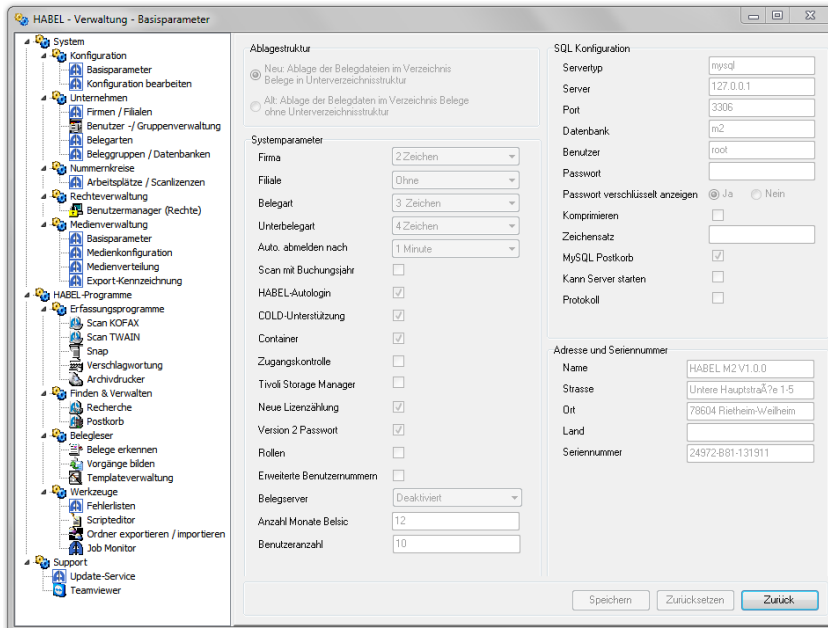 HABEL - Verwaltung - Basisparameter
System
Konfiguration
Basisparameter
Konfiguration bearbeiten
Unternehmen
Firmen / Filialen
Benutzer -/ Gruppenverwaltung
Belegarten
Beleggruppen / Datenbanken
Nummernkreise
Arbeitsplätze / Scanlizenzen
Rechteverwaltung
Benutzermanager (Rechte)
Medienverwaltung
Basisparameter
Medienkonfiguration
Medienverteilung
Export-Kennzeichnung
HABEL-Programme
Erfassungsprogramme
Scan KOFAX
Scan TWAIN
Snap
Verschlagwortung
Archivdrucker
Finden & Verwalten
Recherche
Postkorb
Belegleser
Belege erkennen
Vorgänge bilden
Templateverwaltung
Werkzeuge
Fehlerlisten
Scripteditor
Ordner exportieren / importieren
Job Monitor
Support
Update-Service
Teamviewer
Ablagestruktur
Neu: Ablage der Belegdateien im Verzeichnis
Belege in Unterverzeichnisstruktur
Alt: Ablage der Belegdaten im Verzeichnis Belege
ohne Unterverzeichnisstruktur
Systemparameter
Firma 2 Zeichen
Filiale Ohne
Belegart 3 Zeichen
Unterbelegart 4 Zeichen
Auto. abmelden nach 1 Minute
Scan mit Buchungsjahr
HABEL-Autologin
COLD-Unterstützung
Container
Zugangskontrolle
Tivoli Storage Manager
Neue Lizenzählung
Version 2 Passwort
Rollen
Erweiterte Benutzernummern
Belegserver Deaktiviert
Anzahl Monate Belsic 12
Benutzeranzahl 10
SQL Konfiguration
Servertyp mysql
Server 127.0.0.1
Port 3306
Datenbank m2
Benutzer root
Passwort
Passwort verschlüsselt anzeigen Ja Nein
Komprimieren
Zeichensatz
MySQL Postkorb
Kann Server starten
Protokoll
Adresse und Seriennummer
Name HABEL M2 V1.0.0
Strasse Untere HauptstraÃ?e 1-5
Ort 78604 Rietheim-Weilheim
Land
Seriennummer 24972-B81-131911
Speichern Zurücksetzen Zurück